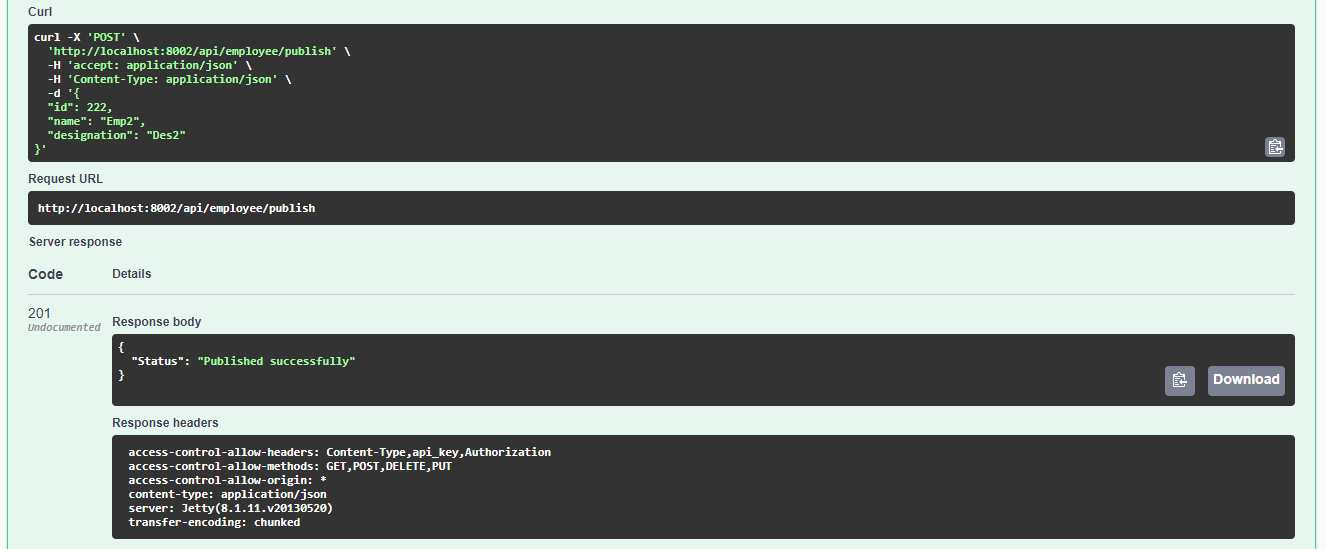 Curl
curl -X 'POST' \
'http://localhost:8002/api/employee/publish' \
-H 'accept: application/json' \
-H 'Content-Type: application/json' \
-d '{
"id": 222,
"name": "Emp2",
"designation": "Des2"
}'
Request URL
http://localhost:8002/api/employee/publish
Server response
Code Details
201
Undocumented
Response body
{
"Status": "Published successfully"
}
Download
Response headers
access-control-allow-headers: Content-Type,api_key,Authorization
access-control-allow-methods: GET,POST,DELETE,PUT
access-control-allow-origin: *
content-type: application/json
server: Jetty(8.1.11.v20130520)
transfer-encoding: chunked